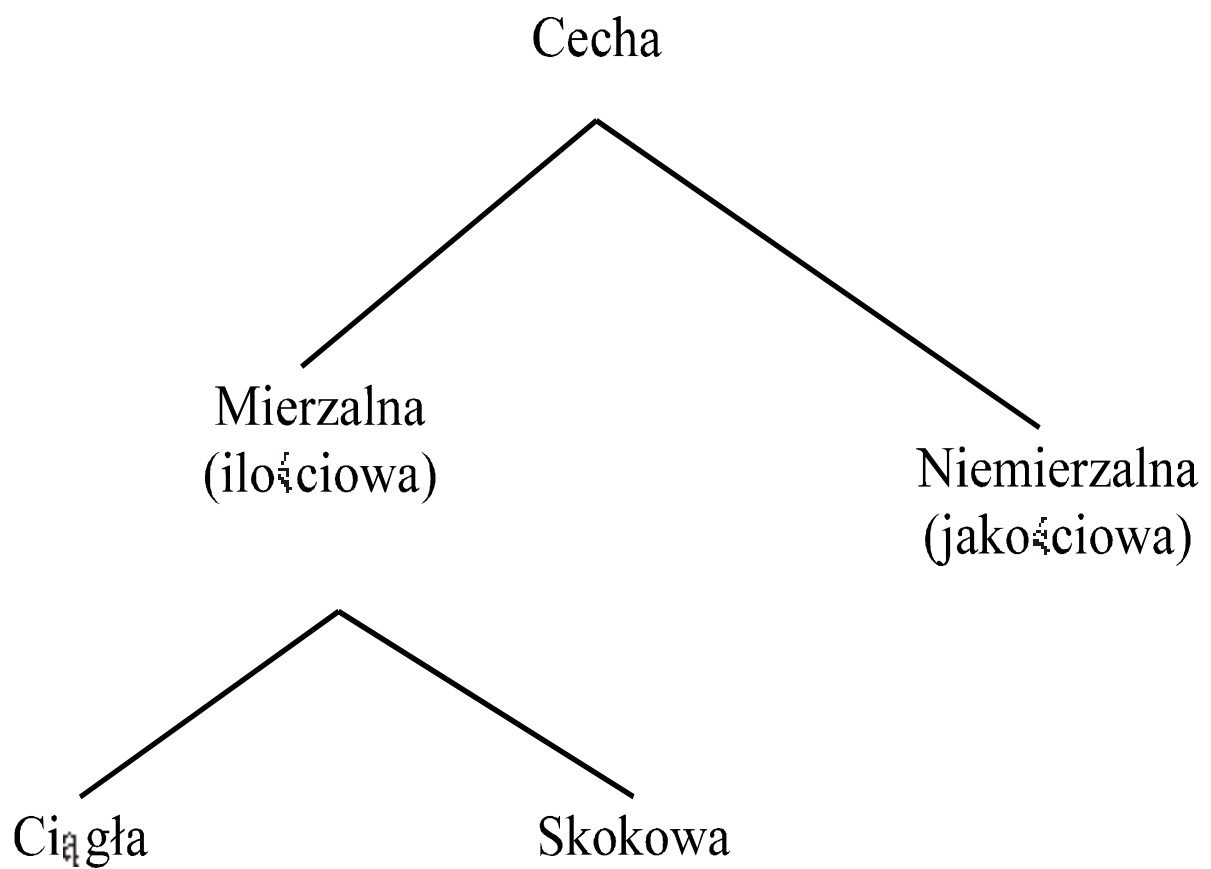 Cecha
Mierzalna
(ilościowa)
Niemierzalna
(jakościowa)
Ciągła
Skokowa